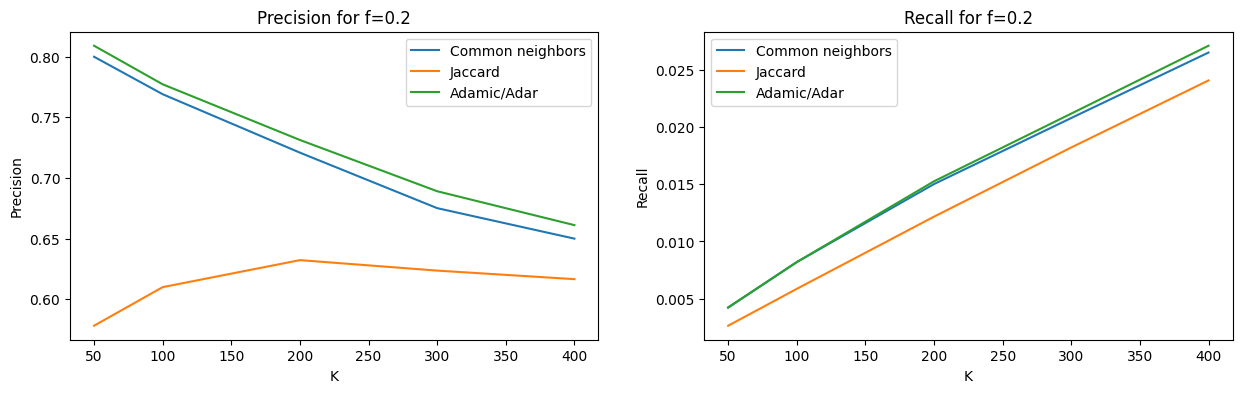 Precision for f=0.2
Precision
0.80
0.75
0.70
0.65
0.60
Common neighbors
Jaccard
Adamic/Adar
50 100 150 200 250 300 350 400
K
Recall for f=0.2
Recall
0.025
0.020
0.015
0.010
0.005
Common neighbors
Jaccard
Adamic/Adar
50 100 150 200 250 300 350 400
K